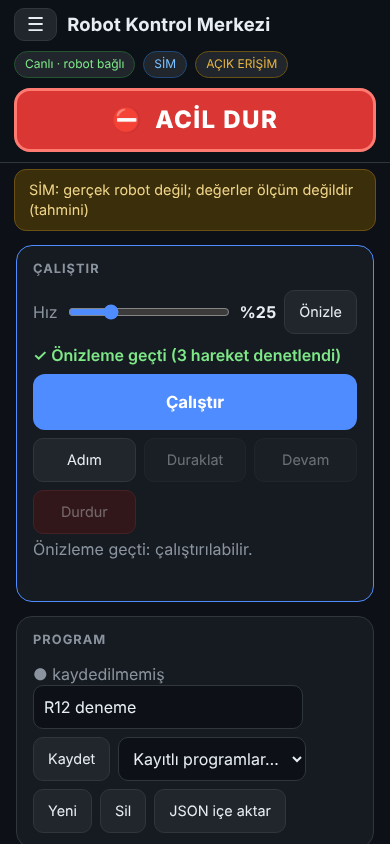 ☰ Robot Kontrol Merkezi
Canlı · robot bağlı SİM AÇIK ERİŞİM
⛔ ACİL DUR
SİM: gerçek robot değil; değerler ölçüm değildir
(tahmini)
ÇALIŞTIR
Hız %25 Önizle
✓ Önizleme geçti (3 hareket denetlendi)
Çalıştır
Adım Duraklat Devam
Durdur
Önizleme geçti: çalıştırılabilir.
PROGRAM
● kaydedilmemiş
R12 deneme
Kaydet Kayıtlı programlar...
Yeni Sil JSON içe aktar